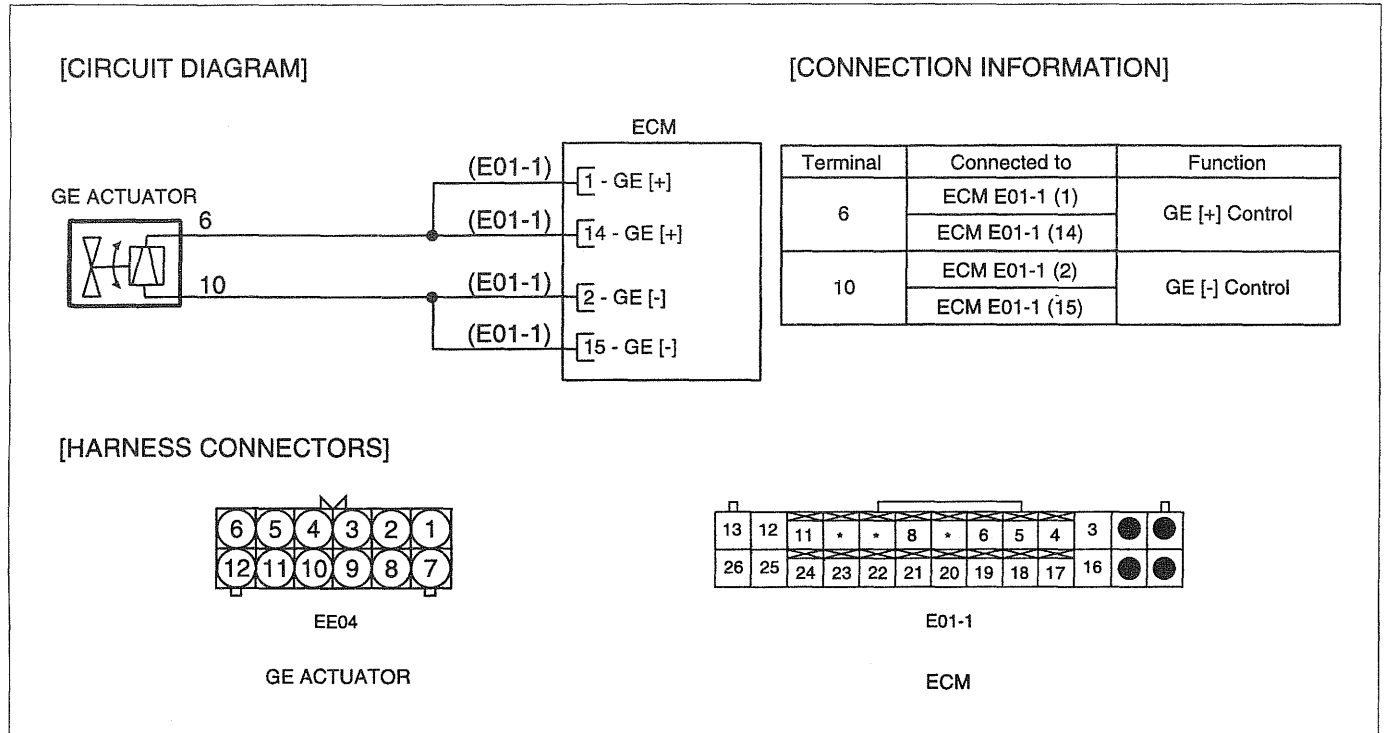 [CIRCUIT DIAGRAM]
[CONNECTION INFORMATION]
ECM
GE ACTUATOR
6
10
(E01-1)
1 - GE [+]
(E01-1)
14 - GE [+]
(E01-1)
2 - GE [-]
(E01-1)
15 - GE [-]
Terminal Connected to Function
6 ECM E01-1 (1) GE [+] Control
ECM E01-1 (14)
10 ECM E01-1 (2) GE [-] Control
ECM E01-1 (15)
[HARNESS CONNECTORS]
6 5 4 3 2 1
12 11 10 9 8 7
EE04
GE ACTUATOR
13 12 11 * * 8 * 6 5 4 3
26 25 24 23 22 21 20 19 18 17 16
E01-1
ECM